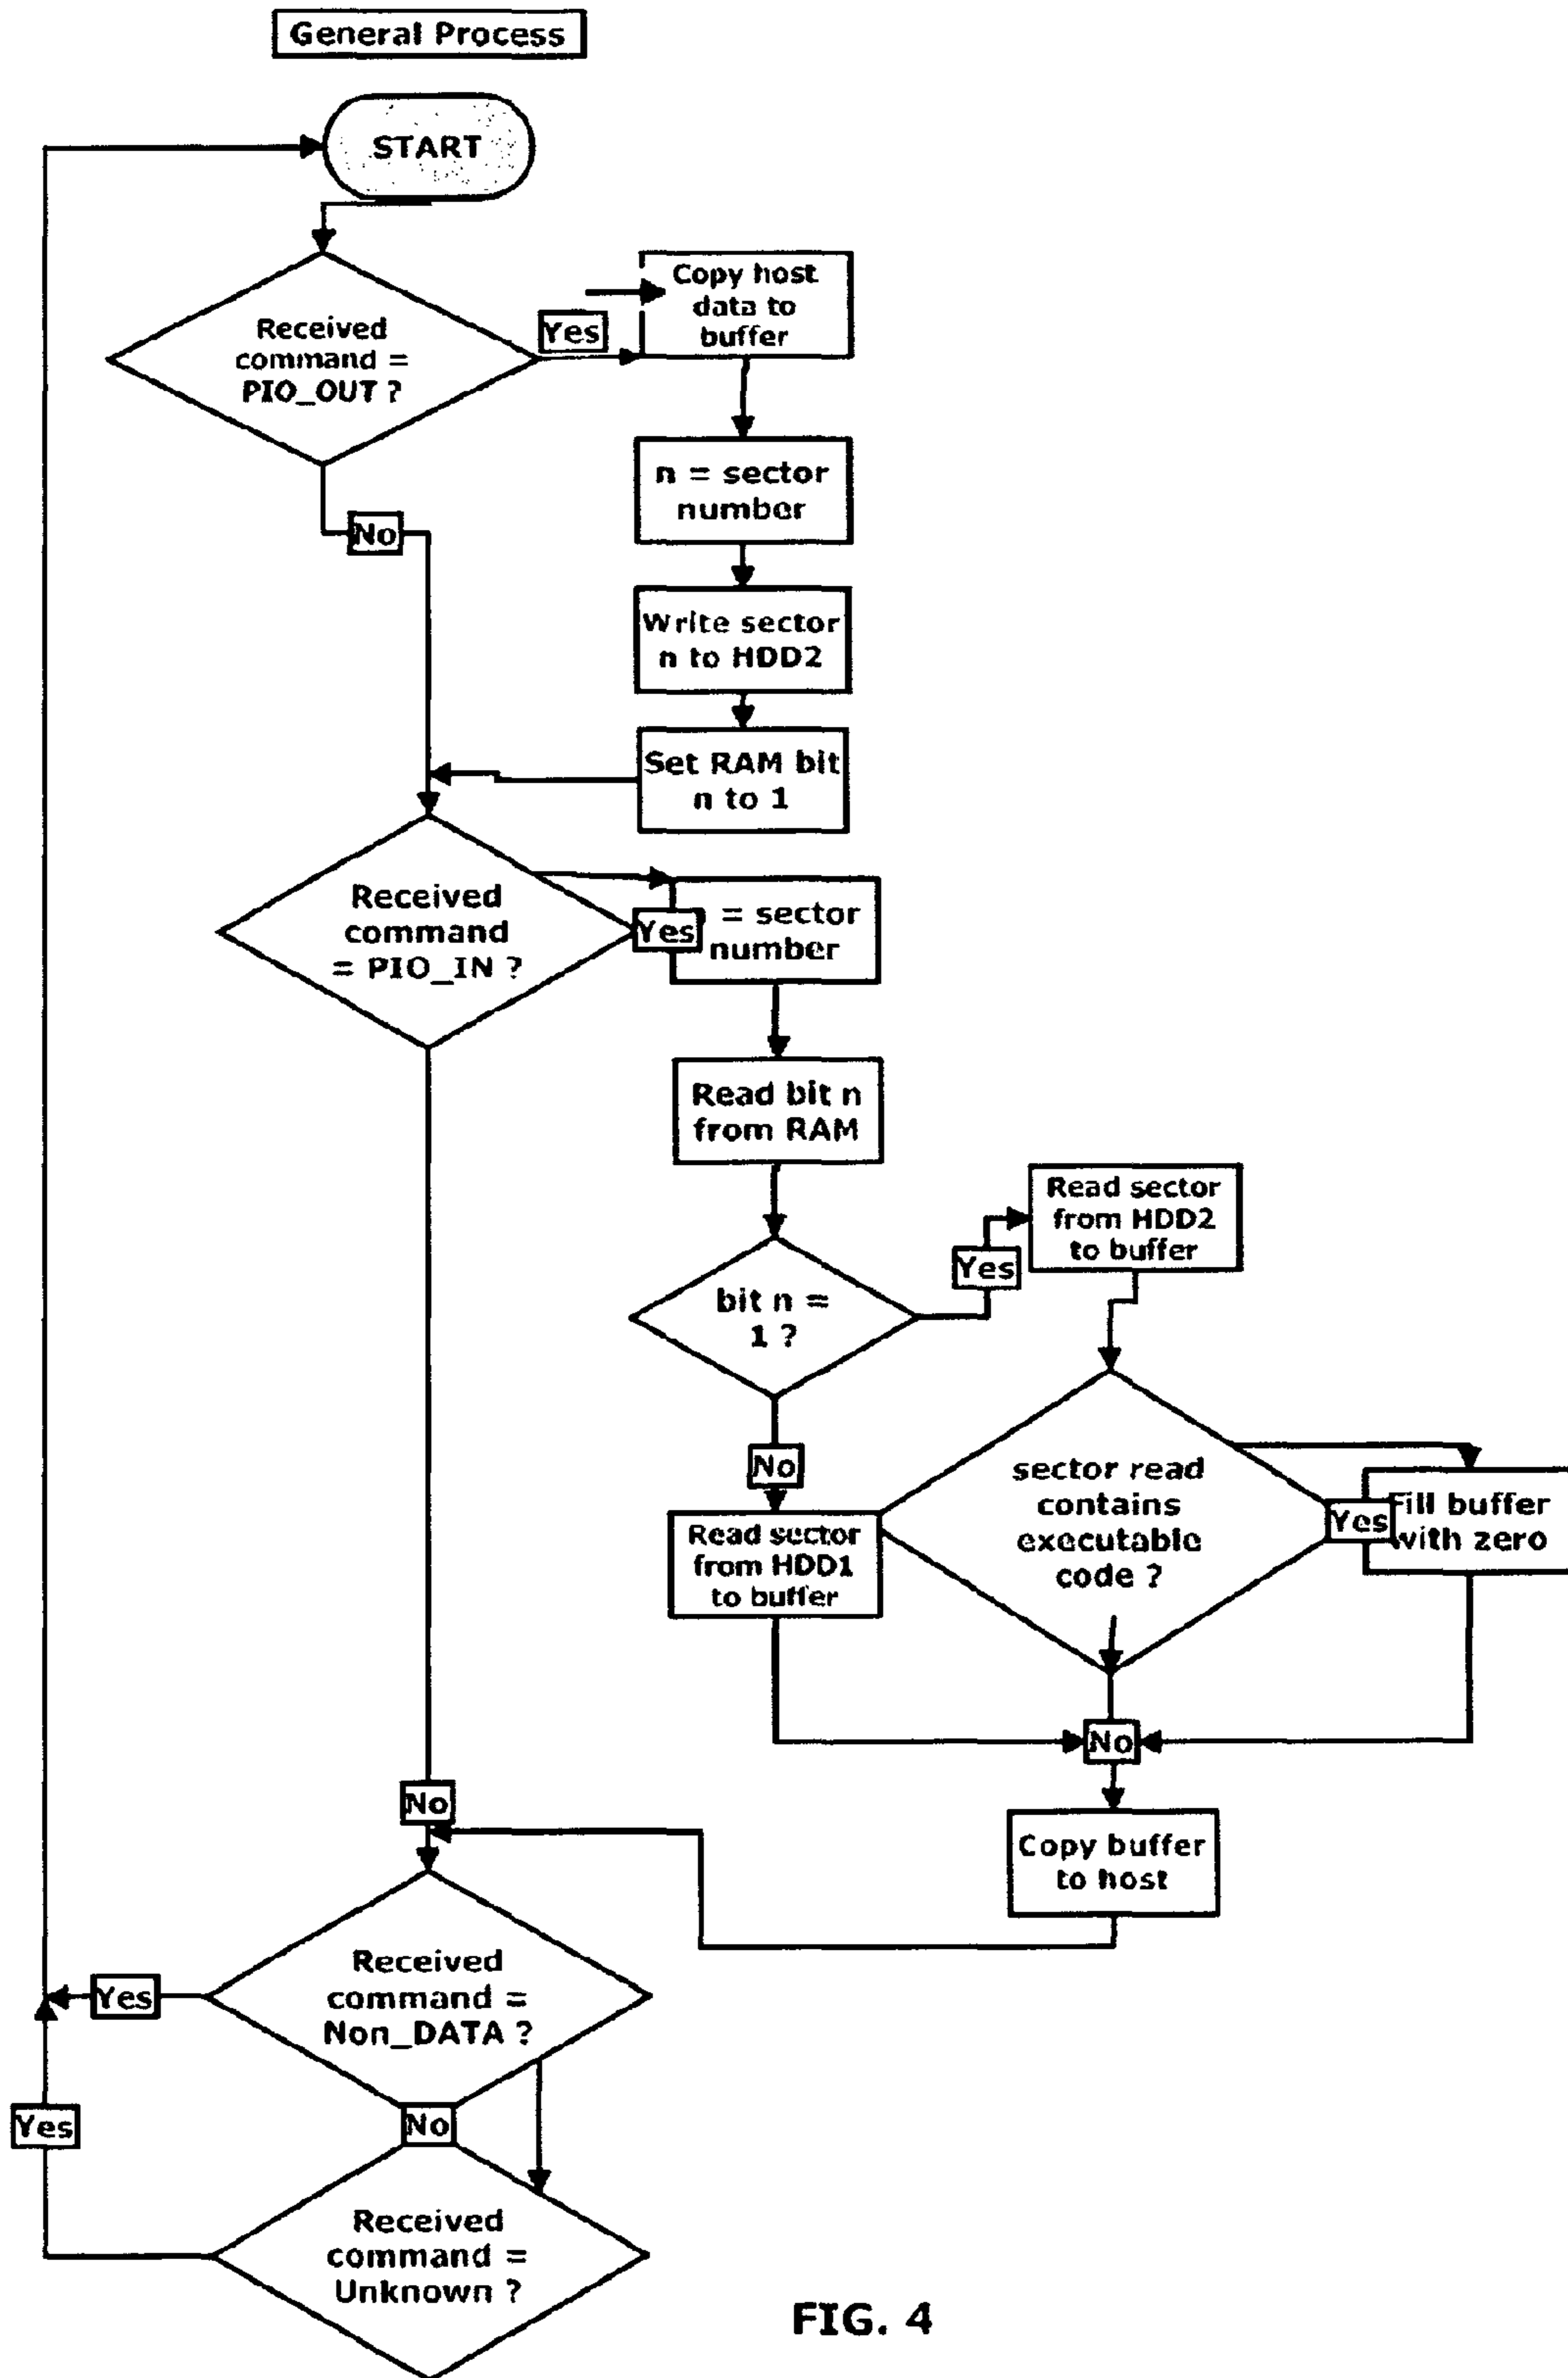 General Process
START
Received
command =
PIO_OUT ?
Yes
Copy host
data to
buffer
n = sector
number
No
Write sector
n to HDD2
Set RAM bit
n to 1
Received
command
= PIO_IN ?
Yes
= sector
number
Read bit n
from RAM
bit n =
1 ?
Yes
Read sector
from HDD2
to buffer
No
Read sector
from HDD1
to buffer
sector read
contains
executable
code ?
Yes
Fill buffer
with zero
No
Copy buffer
to host
No
Received
command =
Non_DATA ?
Yes
No
Yes
Received
command =
Unknown ?
FIG. 4